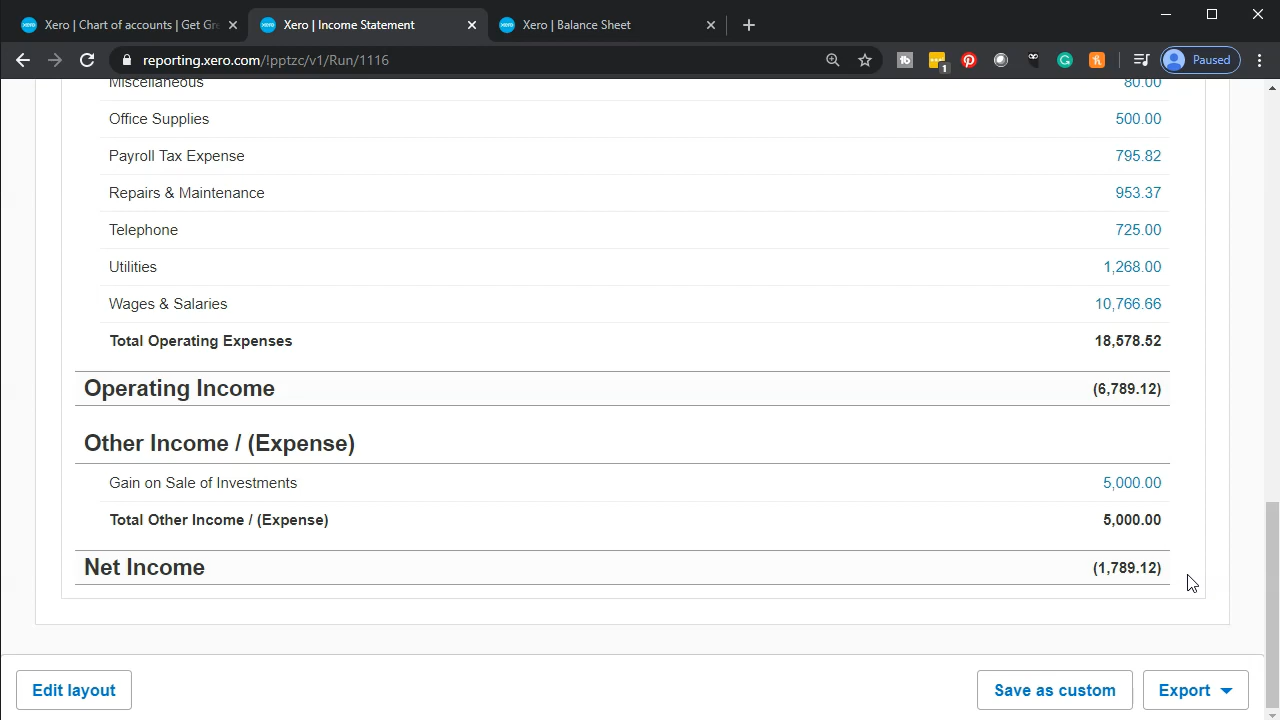 Xero | Chart of accounts | Get Gr
Xero | Income Statement
Xero | Balance Sheet
reporting.xero.com/!pptzc/v1/Run/1116
1
Paused
Miscellaneous 80.00
Office Supplies 500.00
Payroll Tax Expense 795.82
Repairs & Maintenance 953.37
Telephone 725.00
Utilities 1,268.00
Wages & Salaries 10,766.66
Total Operating Expenses 18,578.52
Operating Income (6,789.12)
Other Income / (Expense)
Gain on Sale of Investments 5,000.00
Total Other Income / (Expense) 5,000.00
Net Income (1,789.12)
Edit layout
Save as custom
Export